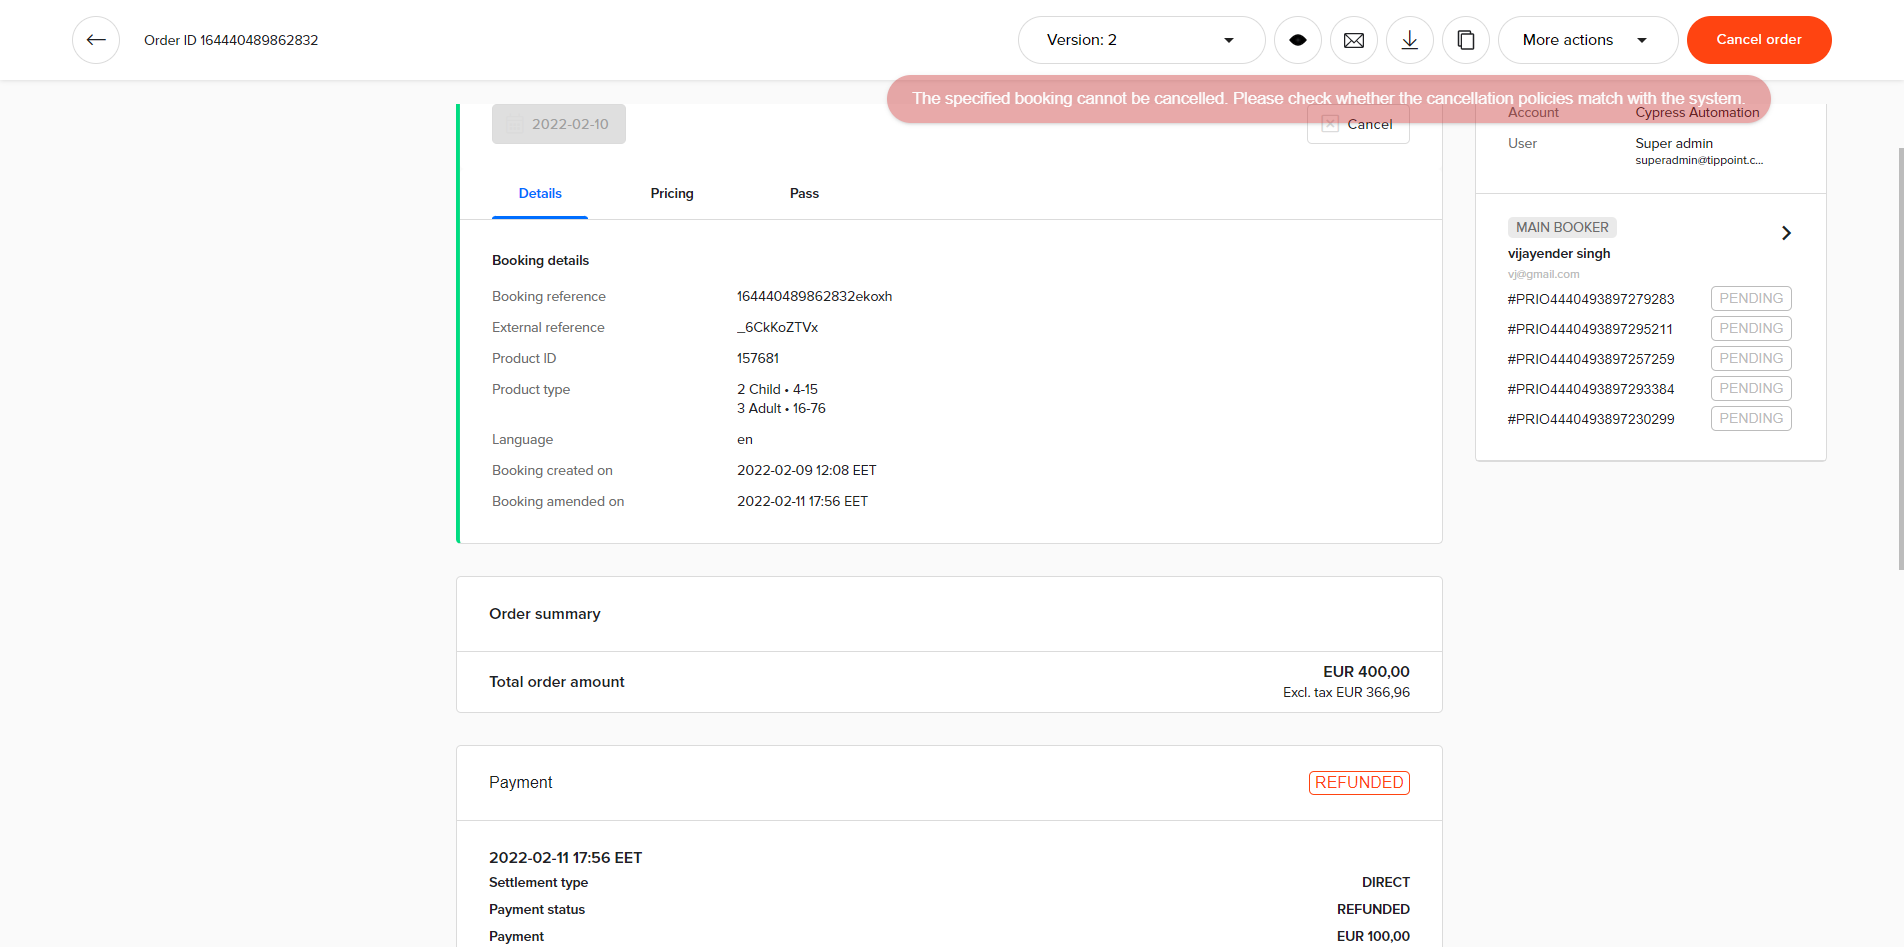 Order ID 164440489862832
Version: 2
More actions
Cancel order
The specified booking cannot be cancelled. Please check whether the cancellation policies match with the system.
2022-02-10
Cancel
Details
Pricing
Pass
Booking details
Booking reference 164440489862832ekoxh
External reference _6CkKoZTVx
Product ID 157681
Product type 2 Child • 4-15
3 Adult • 16-76
Language en
Booking created on 2022-02-09 12:08 EET
Booking amended on 2022-02-11 17:56 EET
Order summary
Total order amount EUR 400,00
Excl. tax EUR 366,96
Payment REFUNDED
2022-02-11 17:56 EET
Settlement type DIRECT
Payment status REFUNDED
Payment EUR 100,00
Account Cypress Automation
User Super admin
superadmin@tippoint.c...
MAIN BOOKER
vijayender singh
vj@gmail.com
#PRIO4440493897279283 PENDING
#PRIO4440493897295211 PENDING
#PRIO4440493897257259 PENDING
#PRIO4440493897293384 PENDING
#PRIO4440493897230299 PENDING